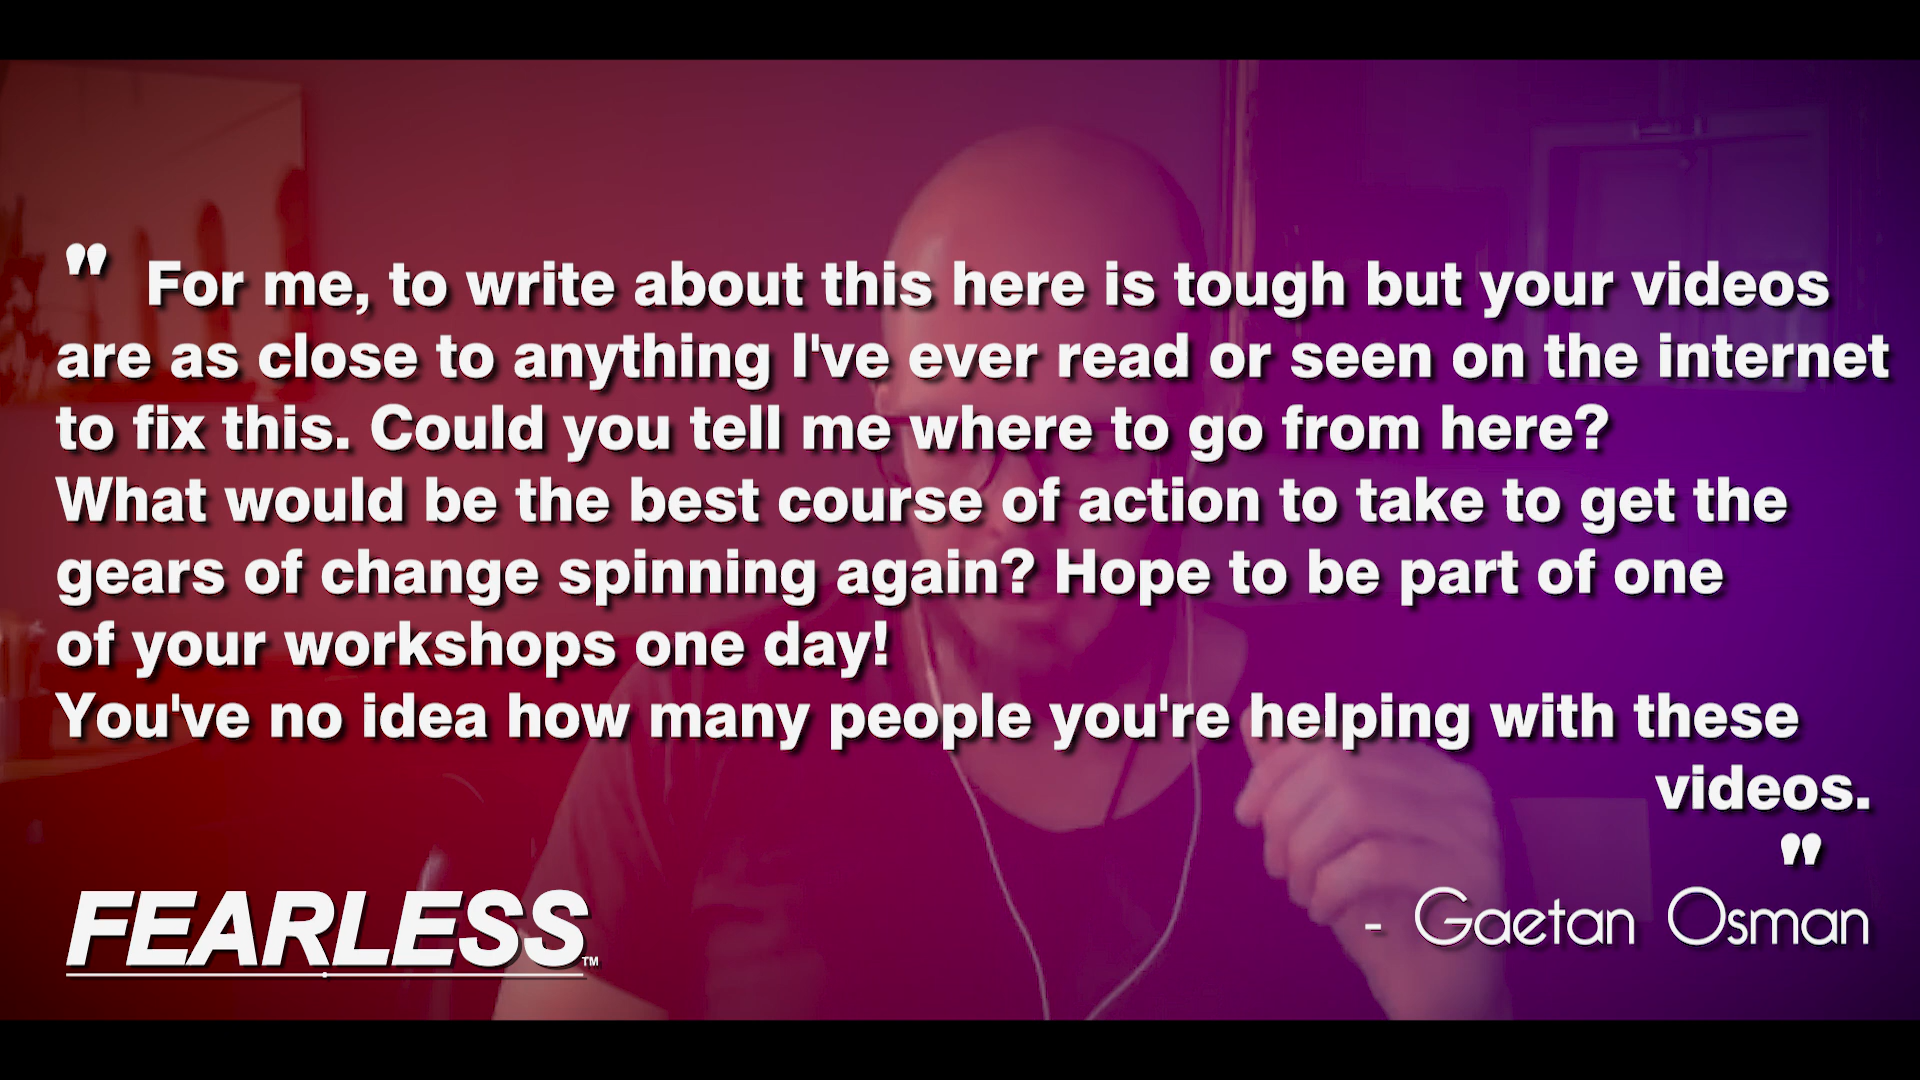 " For me, to write about this here is tough but your videos
are as close to anything I've ever read or seen on the internet
to fix this. Could you tell me where to go from here?
What would be the best course of action to take to get the
gears of change spinning again? Hope to be part of one
of your workshops one day!
You've no idea how many people you're helping with these
videos.
"
- Gaetan Osman
FEARLESS™